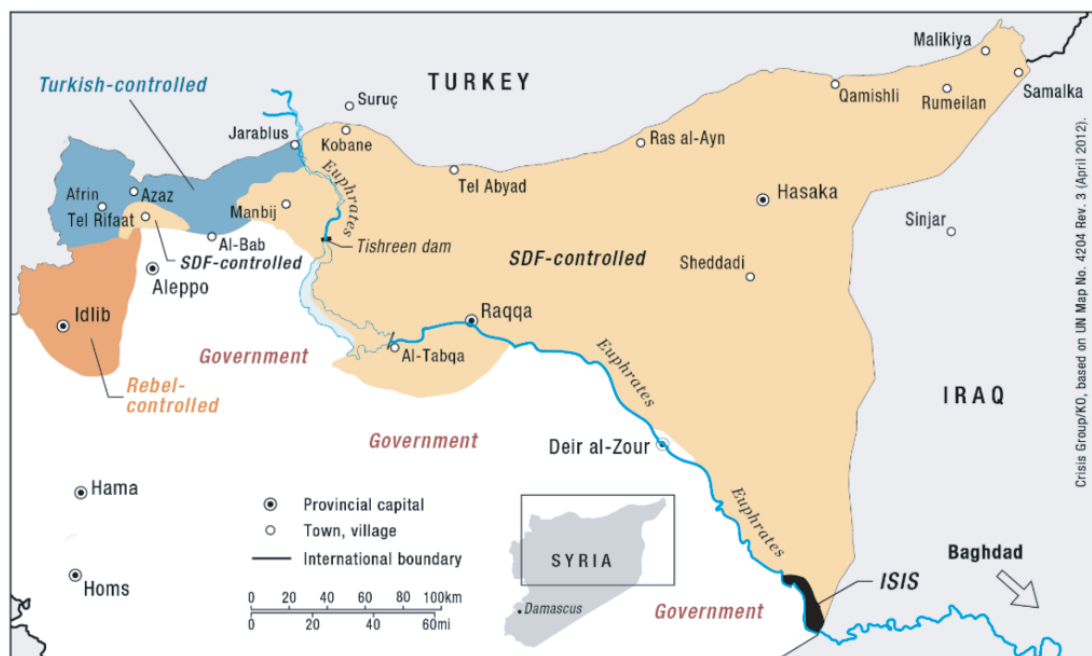 Malikiya
TURKEY
Turkish-controlled
Suruç
Qamishli
Rumeilan
Samalka
Jarablus
Kobane
Ras al-Ayn
Euphrates
Tel Abyad
Afrin
Azaz
Hasaka
Tel Rifaat
Manbij
Sinjar
Al-Bab
Tishreen dam
SDF-controlled
SDF-controlled
Sheddadi
Aleppo
Idlib
Raqqa
Government
Al-Tabqa
Euphrates
Rebel-
controlled
IRAQ
Government
Deir al-Zour
Hama
Euphrates
Provincial capital
Town, village
International boundary
SYRIA
Baghdad
Homs
ISIS
0 20 40 60 80 100km
0 20 40 60mi
Damascus
Government
Crisis Group/KO, based on UN Map No. 4204 Rev. 3 (April 2012).